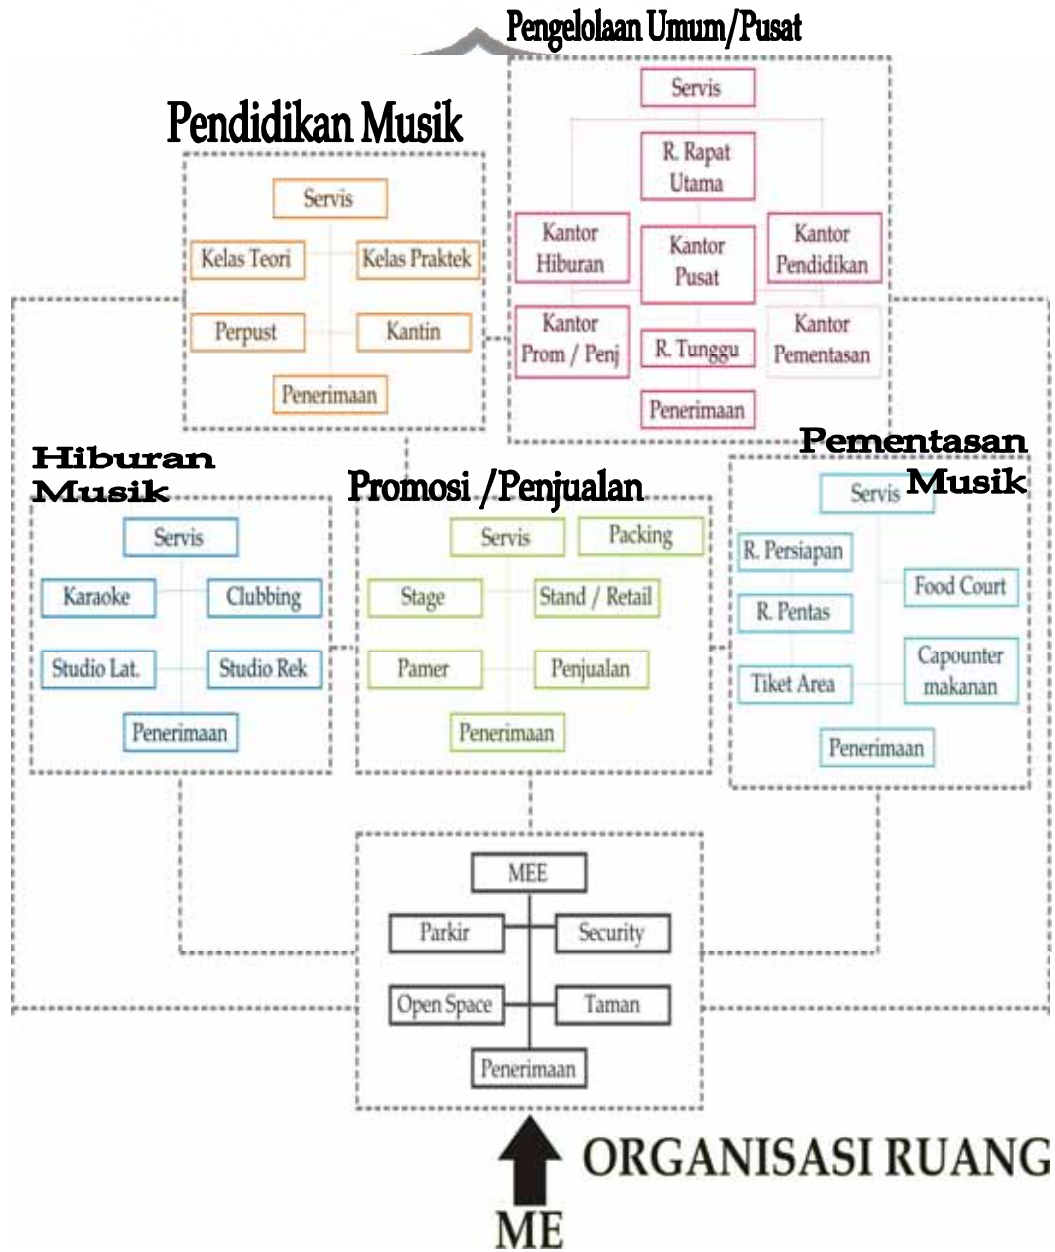 Pengelolaan Umum/Pusat
Servis
R. Rapat
Utama
Kantor
Hiburan
Kantor
Pusat
Kantor
Pendidikan
Kantor
Prom / Penj
R. Tunggu
Kantor
Pementasan
Penerimaan
Pendidikan Musik
Servis
Kelas Teori
Kelas Praktek
Perpust
Kantin
Penerimaan
Hiburan
Musik
Servis
Karaoke
Clubbing
Studio Lat.
Studio Rek
Penerimaan
Promosi /Penjualan
Servis
Packing
Stage
Stand / Retail
Pamer
Penjualan
Penerimaan
Pementasan
Musik
Servis
R. Persiapan
Food Court
R. Pentas
Capounter
makanan
Tiket Area
Penerimaan
MEE
Parkir
Security
Open Space
Taman
Penerimaan
ORGANISASI RUANG
ME